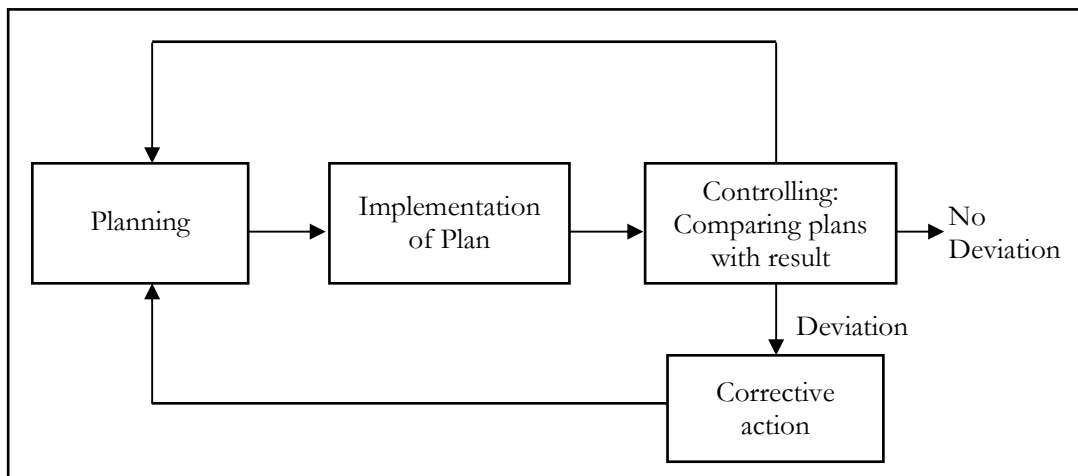 Planning
Implementation
of Plan
Controlling:
Comparing plans
with result
No
Deviation
Deviation
Corrective
action